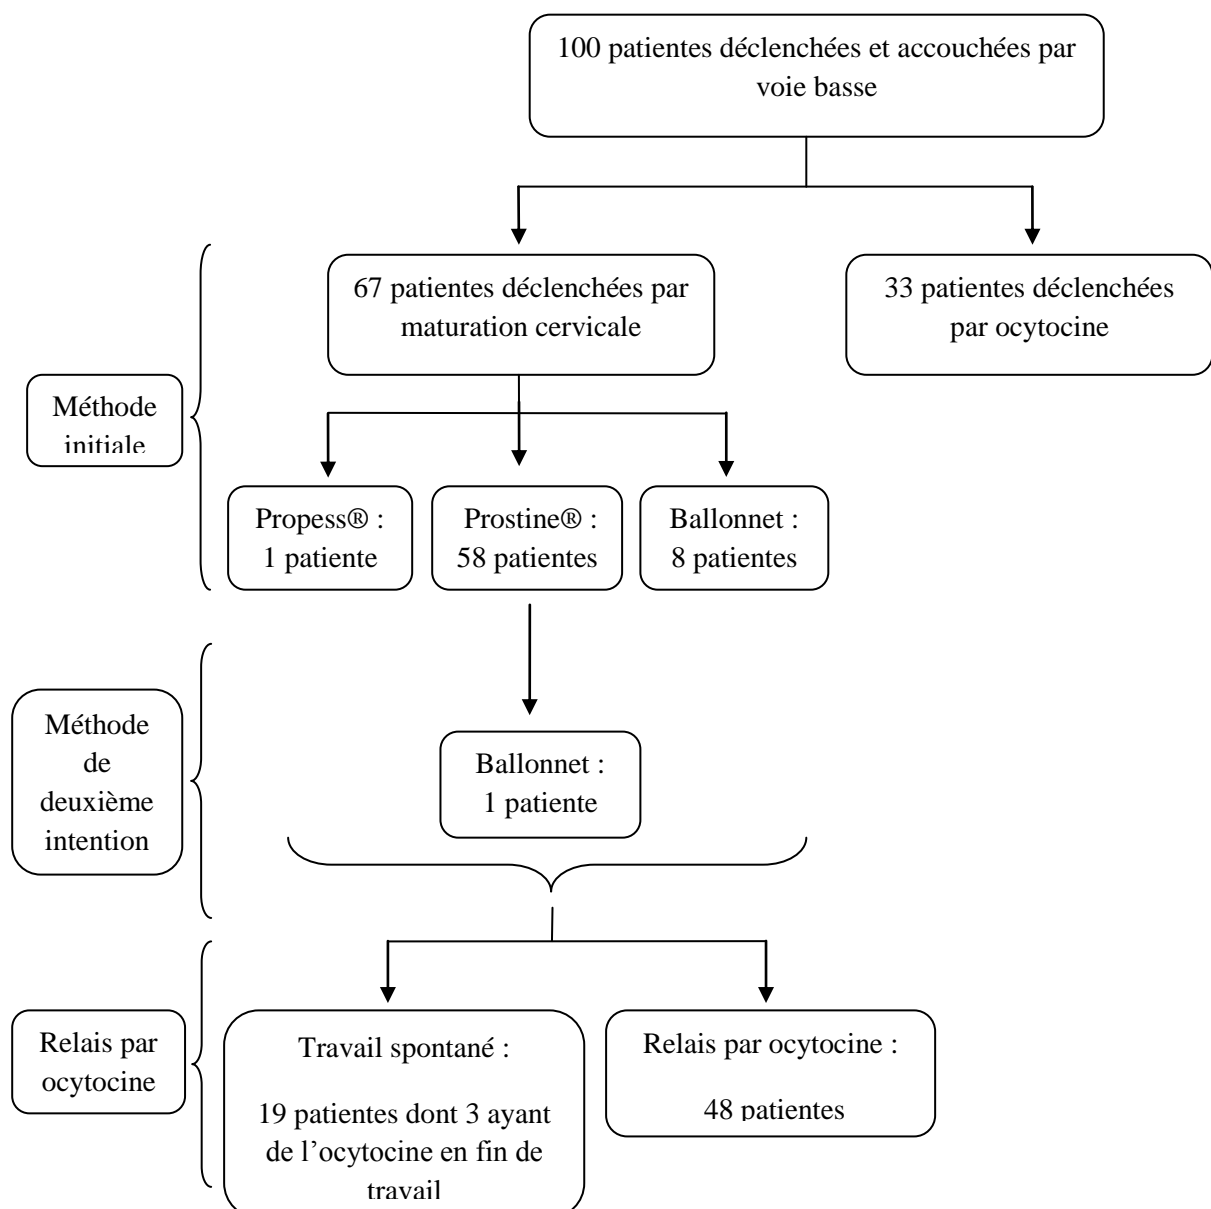 100 patientes déclenchées et accouchées par
voie basse
67 patientes déclenchées par
maturation cervicale
33 patientes déclenchées
par ocytocine
Méthode
initiale
Propess® :
1 patiente
Prostine® :
58 patientes
Ballonnet :
8 patientes
Méthode
de
deuxième
intention
Ballonnet :
1 patiente
Relais par
ocytocine
Travail spontané :
19 patientes dont 3 ayant
de l’ocytocine en fin de
travail
Relais par ocytocine :
48 patientes